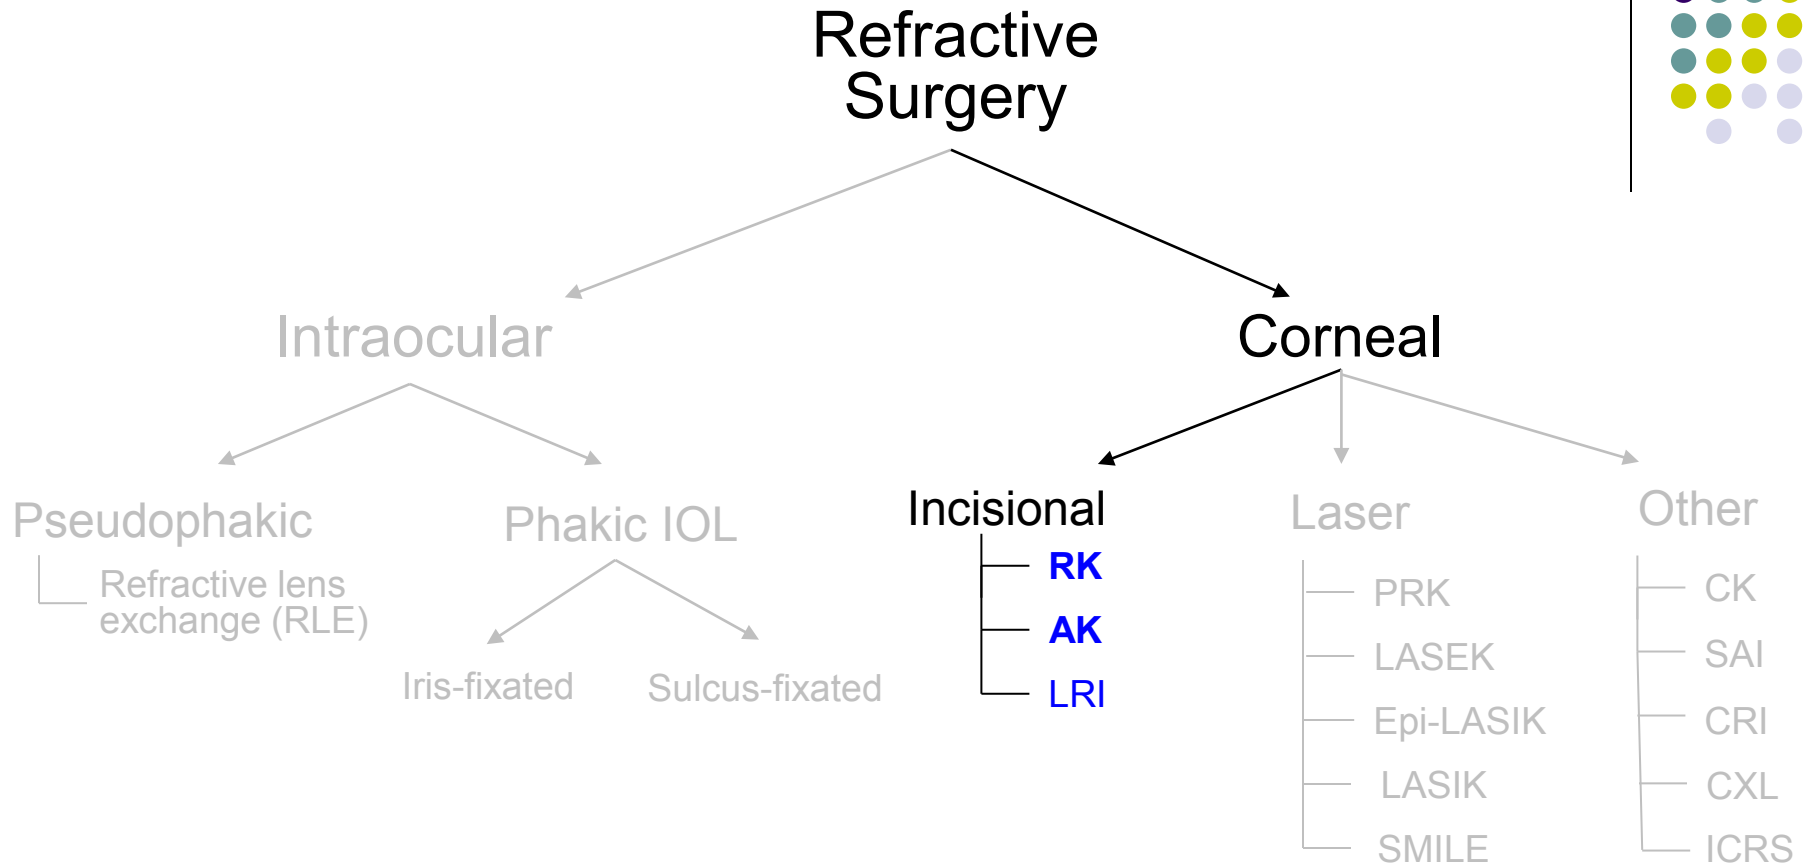 Refractive
Surgery
Intraocular
Corneal
Pseudophakic
Refractive lens
exchange (RLE)
Phakic IOL
Iris-fixated
Sulcus-fixated
Incisional
RK
AK
LRI
Laser
PRK
LASEK
Epi-LASIK
LASIK
SMILE
Other
CK
SAI
CRI
CXL
ICRS